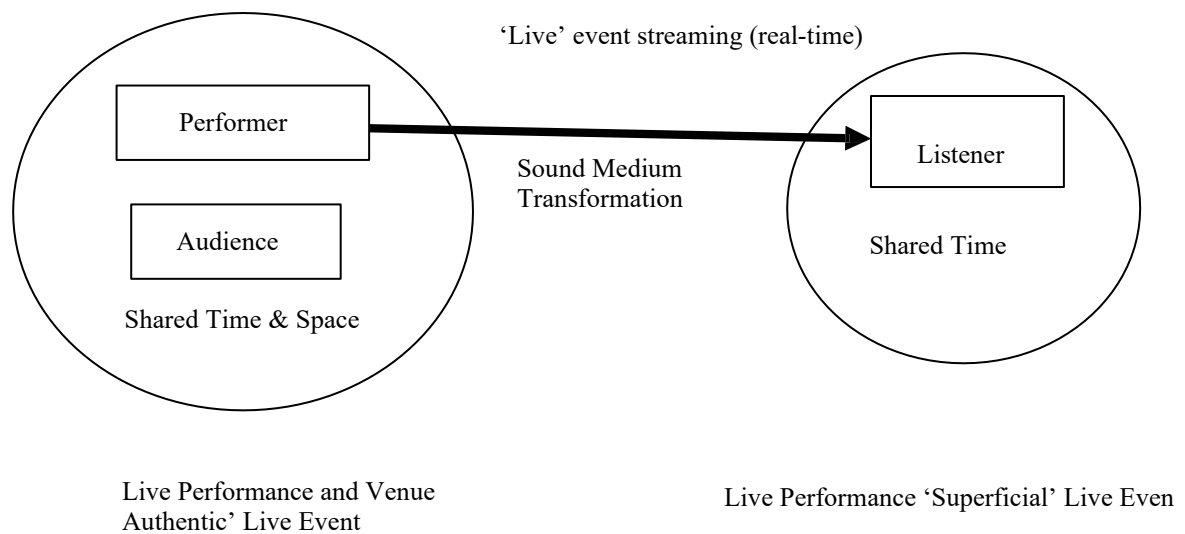 ‘Live’ event streaming (real-time)
Performer
Listener
Sound Medium
Transformation
Audience
Shared Time
Shared Time & Space
Live Performance and Venue
Authentic’ Live Event
Live Performance ‘Superficial’ Live Even